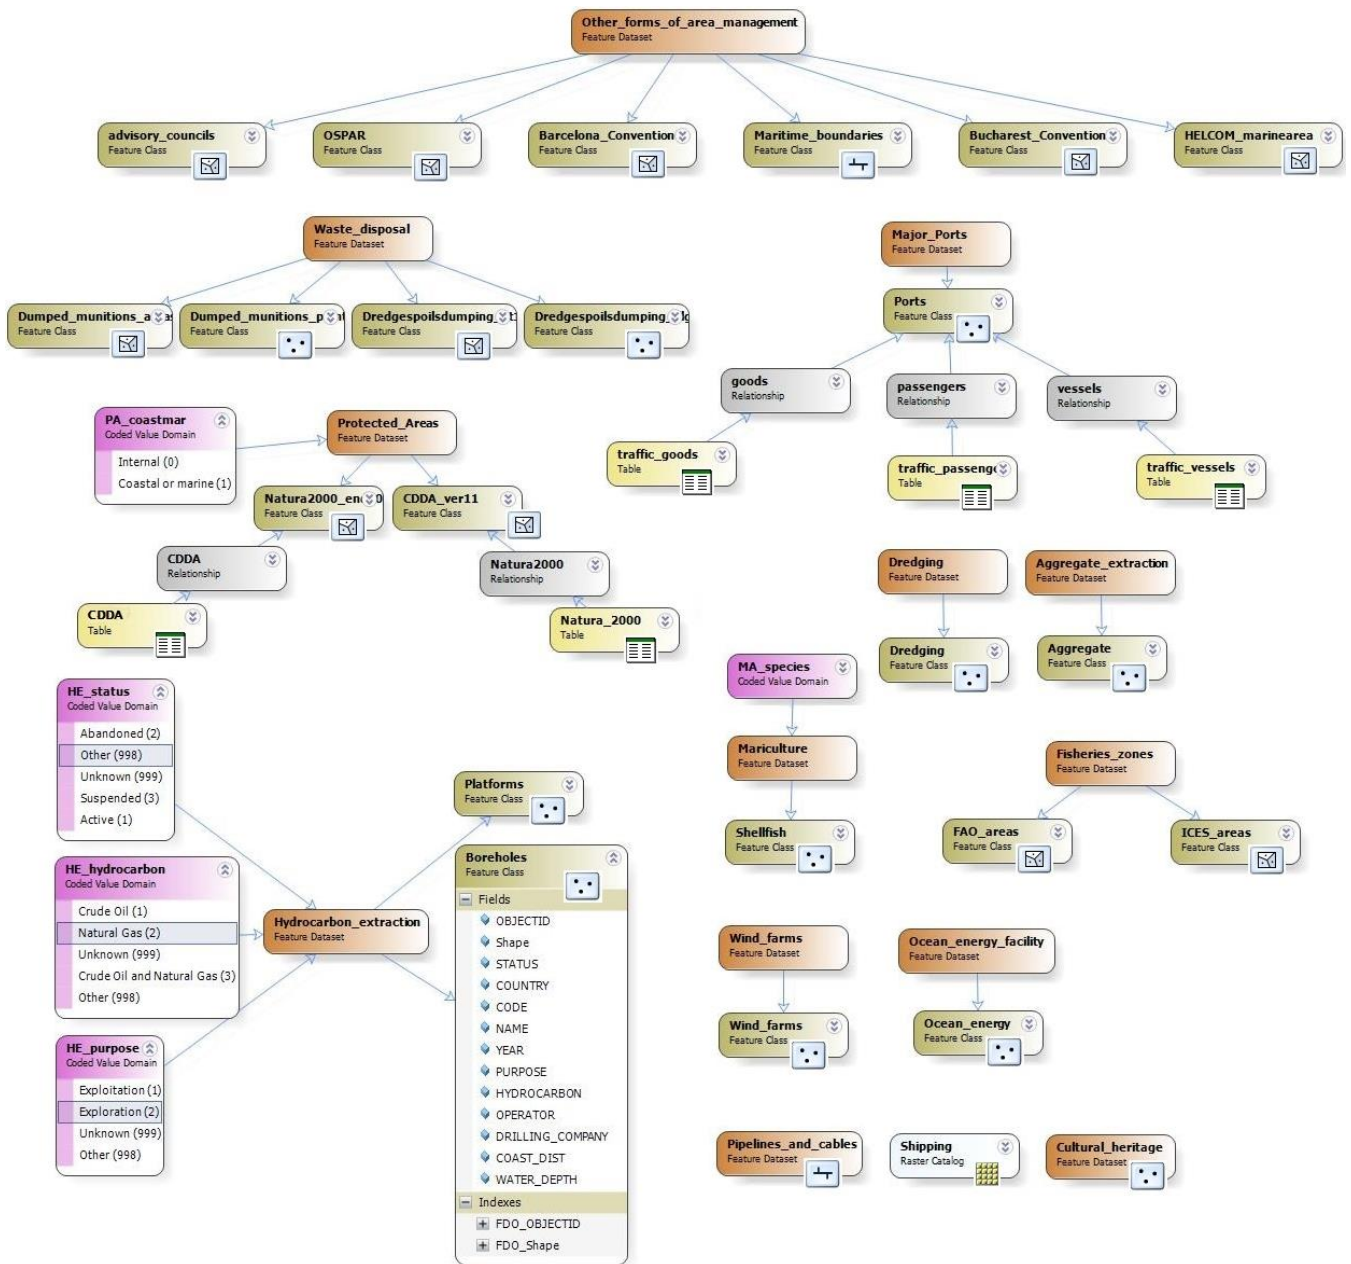 Other_forms_of_area_management
Feature Dataset
advisory_councils
Feature Class
OSPAR
Feature Class
Barcelona_Convention
Feature Class
Maritime_boundaries
Feature Class
Bucharest_Convention
Feature Class
HELCOM_marinearea
Feature Class
Waste_disposal
Feature Dataset
Major_Ports
Feature Dataset
Dumped_munitions_a
Feature Class
Dumped_munitions_p
Feature Class
Dredgespoilsdumping_
Feature Class
Dredgespoilsdumping_
Feature Class
Ports
Feature Class
goods
Relationship
passengers
Relationship
vessels
Relationship
PA_coastmar
Coded Value Domain
Internal (0)
Coastal or marine (1)
Protected_Areas
Feature Dataset
traffic_goods
Table
traffic_passenge
Table
traffic_vessels
Table
Natura2000_en
Feature Class
CDDA_ver11
Feature Class
CDDA
Relationship
Natura2000
Relationship
CDDA
Table
Natura_2000
Table
Dredging
Feature Dataset
Aggregate_extraction
Feature Dataset
Dredging
Feature Class
Aggregate
Feature Class
MA_species
Coded Value Domain
HE_status
Coded Value Domain
Abandoned (2)
Other (998)
Unknown (999)
Suspended (3)
Active (1)
Mariculture
Feature Dataset
Fisheries_zones
Feature Dataset
Platforms
Feature Class
Shellfish
Feature Class
FAO_areas
Feature Class
ICES_areas
Feature Class
HE_hydrocarbon
Coded Value Domain
Crude Oil (1)
Natural Gas (2)
Unknown (999)
Crude Oil and Natural Gas (3)
Other (998)
Hydrocarbon_extraction
Feature Dataset
Boreholes
Feature Class
Fields
OBJECTID
Shape
STATUS
COUNTRY
CODE
NAME
YEAR
PURPOSE
HYDROCARBON
OPERATOR
DRILLING_COMPANY
COAST_DIST
WATER_DEPTH
Indexes
FDO_OBJECTID
FDO_Shape
HE_purpose
Coded Value Domain
Exploitation (1)
Exploration (2)
Unknown (999)
Other (998)
Wind_farms
Feature Dataset
Ocean_energy_facility
Feature Dataset
Wind_farms
Feature Class
Ocean_energy
Feature Class
Pipelines_and_cables
Feature Dataset
Shipping
Raster Catalog
Cultural_heritage
Feature Dataset